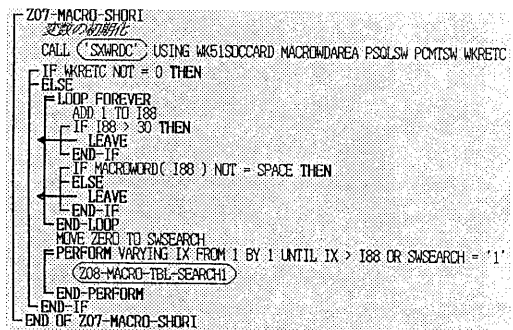 Z07-MACRO-SHORI
変数の初期化
CALL ('SXWRDC') USING WK51SOCCARD MACROWDAREA PSQLSW PCMTSW WKRETC
IF WKRETC NOT = 0 THEN
ELSE
LOOP FOREVER
ADD 1 TO I88
IF I88 > 30 THEN
LEAVE
END-IF
IF MACROWORD( I88 ) NOT = SPACE THEN
ELSE
LEAVE
END-IF
END-LOOP
MOVE ZERO TO SWSEARCH
PERFORM VARYING IX FROM 1 BY 1 UNTIL IX > I88 OR SWSEARCH = '1'
Z08-MACRO-TBL-SEARCH1
END-PERFORM
END-IF
END OF Z07-MACRO-SHORI